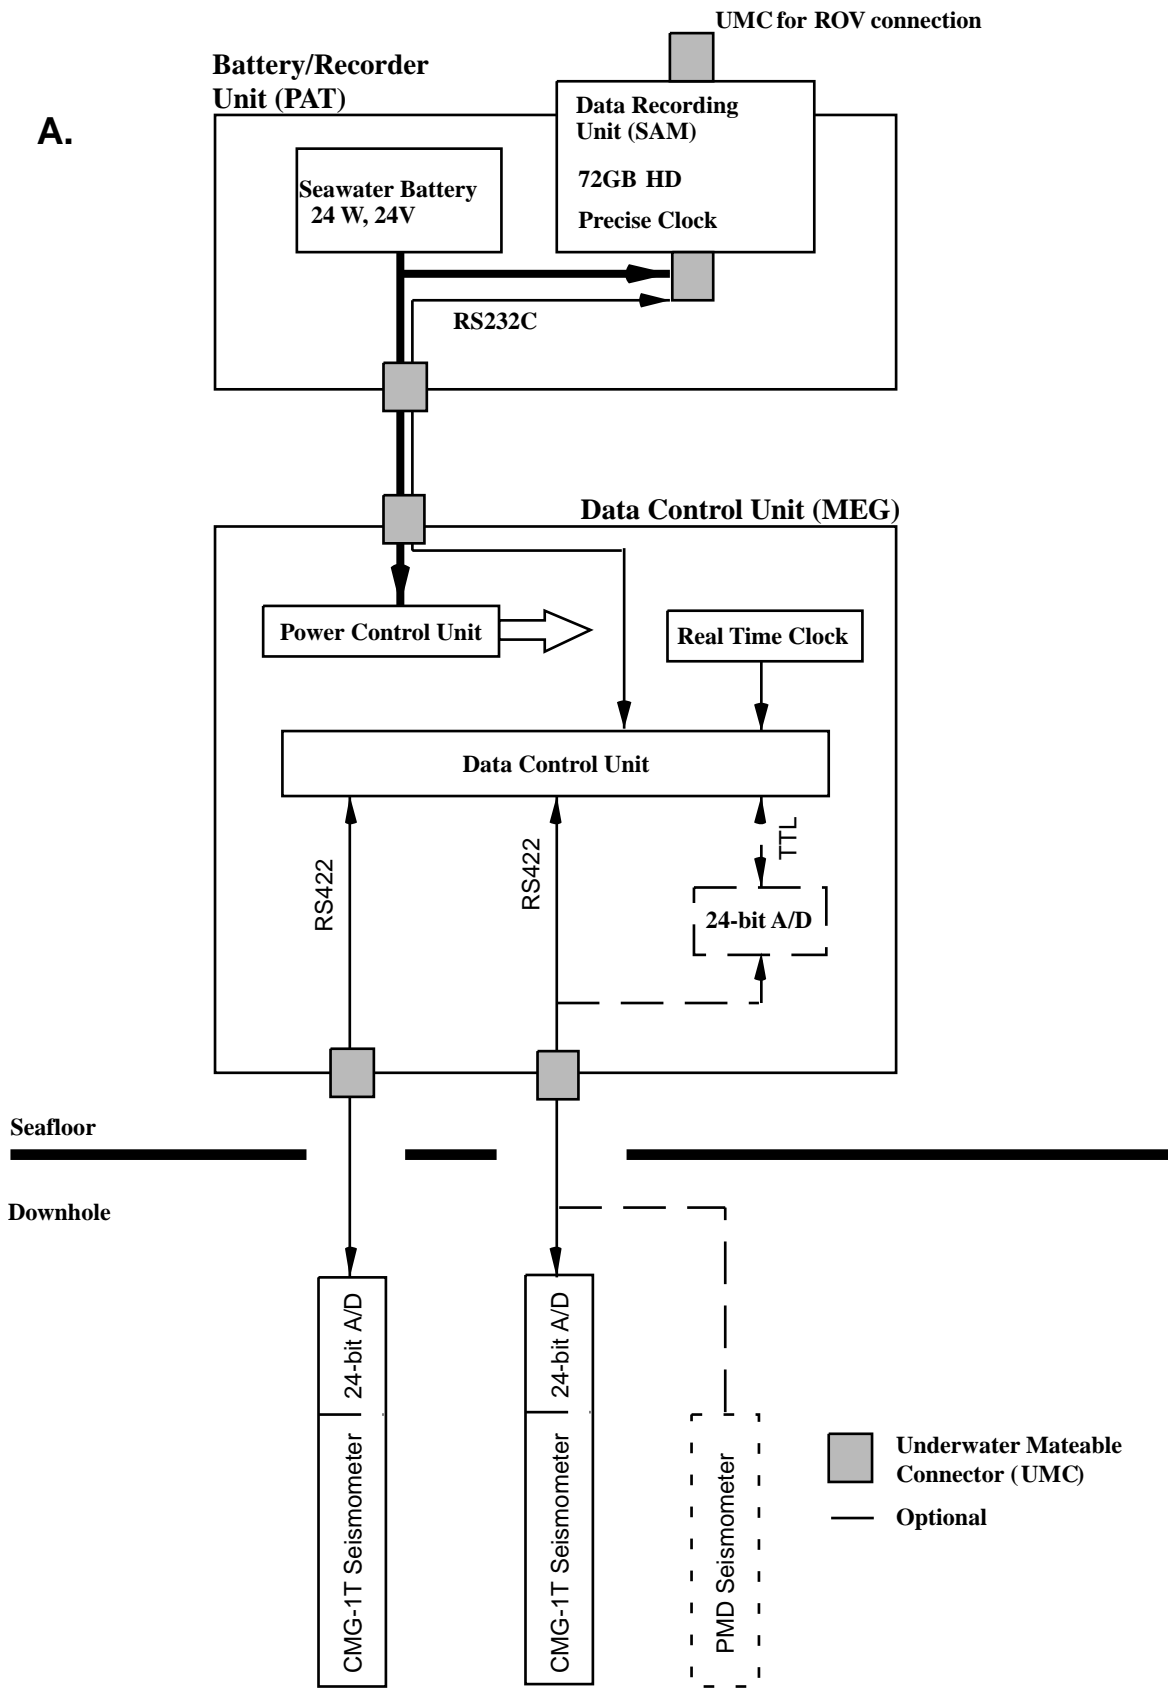 UMC for ROV connection
Battery/Recorder
Unit (PAT)
A.
Data Recording
Unit (SAM)
72GB HD
Precise Clock
Seawater Battery
24 W, 24V
RS232C
Data Control Unit (MEG)
Power Control Unit
Real Time Clock
Data Control Unit
RS422
RS422
TTL
24-bit A/D
Seafloor
Downhole
24-bit A/D
CMG-1T Seismometer
24-bit A/D
CMG-1T Seismometer
PMD Seismometer
Underwater Mateable
Connector (UMC)
Optional